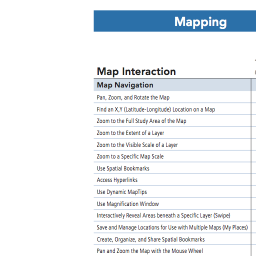 Mapping
Map Interaction
Map Navigation
Pan, Zoom, and Rotate the Map
Find an X,Y (Latitude-Longitude) Location on a Map
Zoom to the Full Study Area of the Map
Zoom to the Extent of a Layer
Zoom to the Visible Scale of a Layer
Zoom to a Specific Map Scale
Use Spatial Bookmarks
Access Hyperlinks
Use Dynamic MapTips
Use Magnification Window
Interactively Reveal Areas beneath a Specific Layer (Swipe)
Save and Manage Locations for Use with Multiple Maps (My Places)
Create, Organize, and Share Spatial Bookmarks
Pan and Zoom the Map with the Mouse Wheel